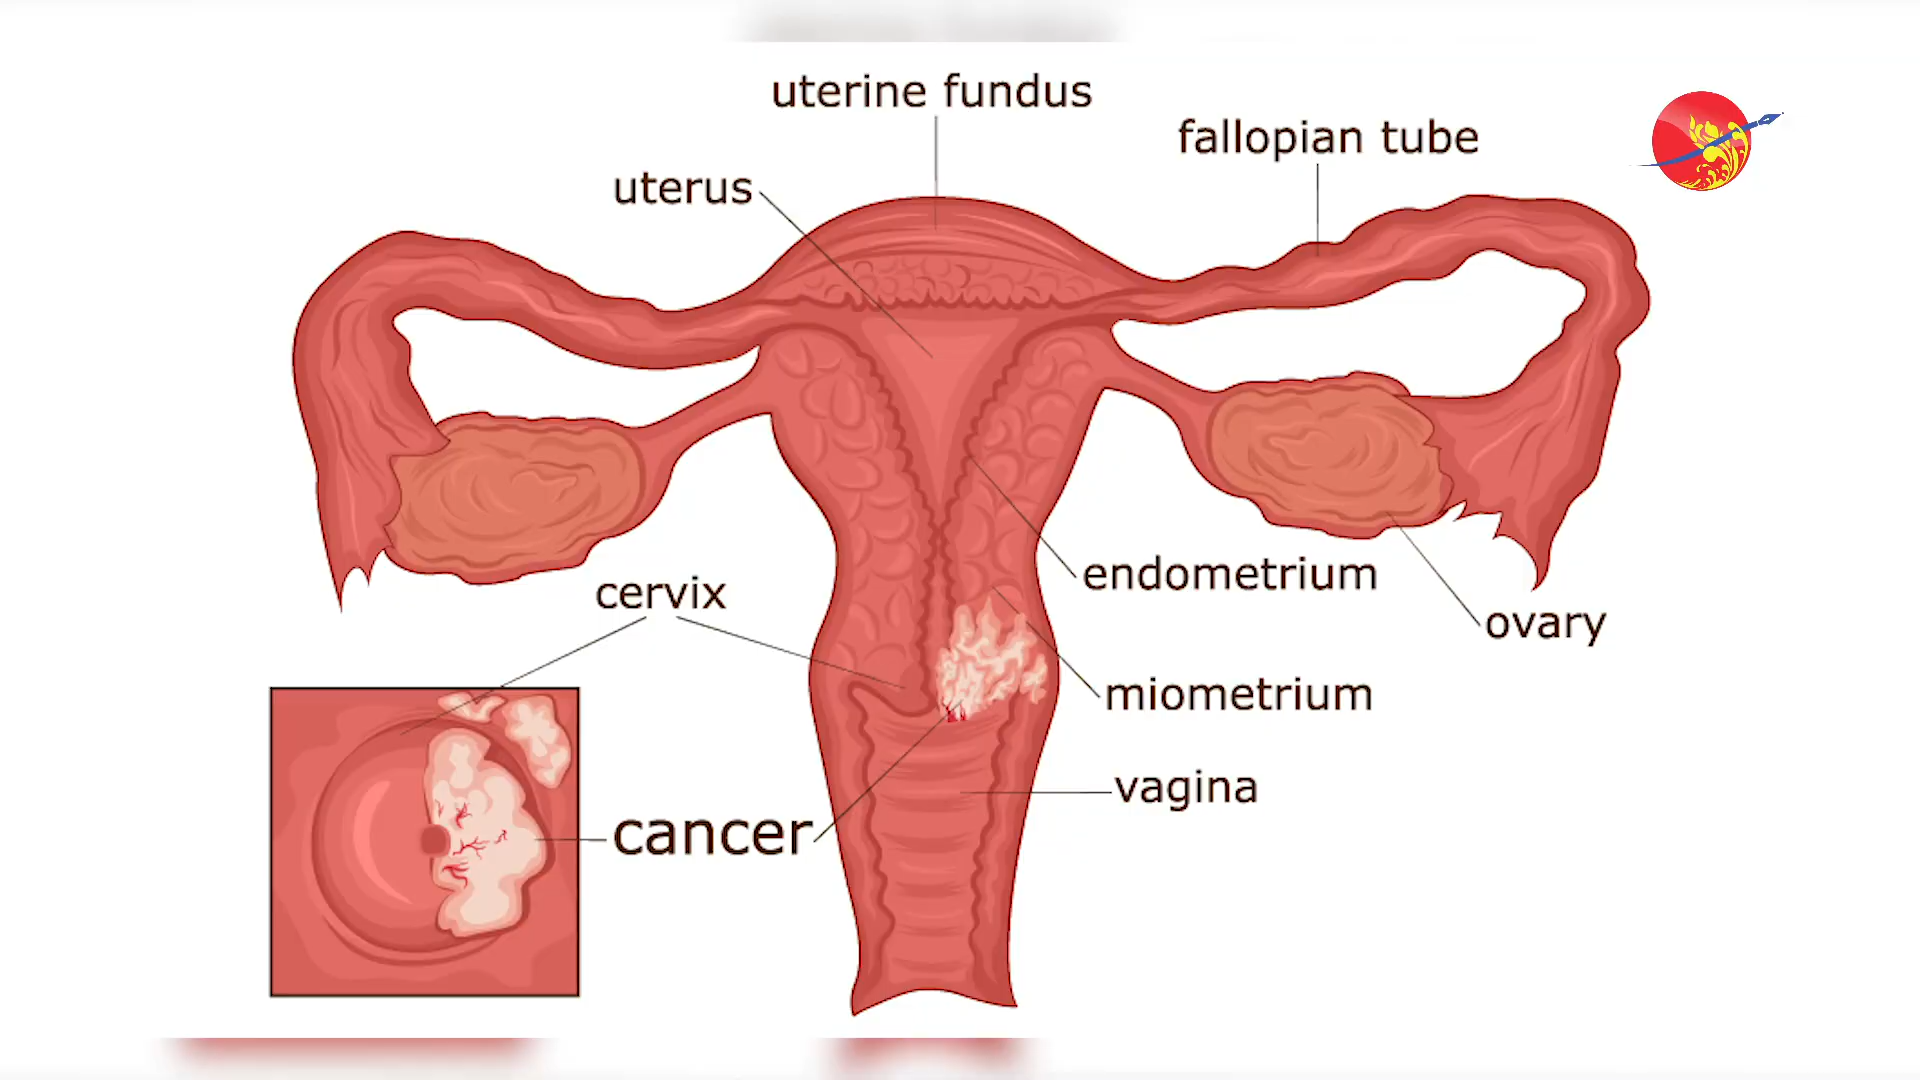 uterine fundus
fallopian tube
uterus
endometrium
cervix
ovary
miometrium
vagina
cancer